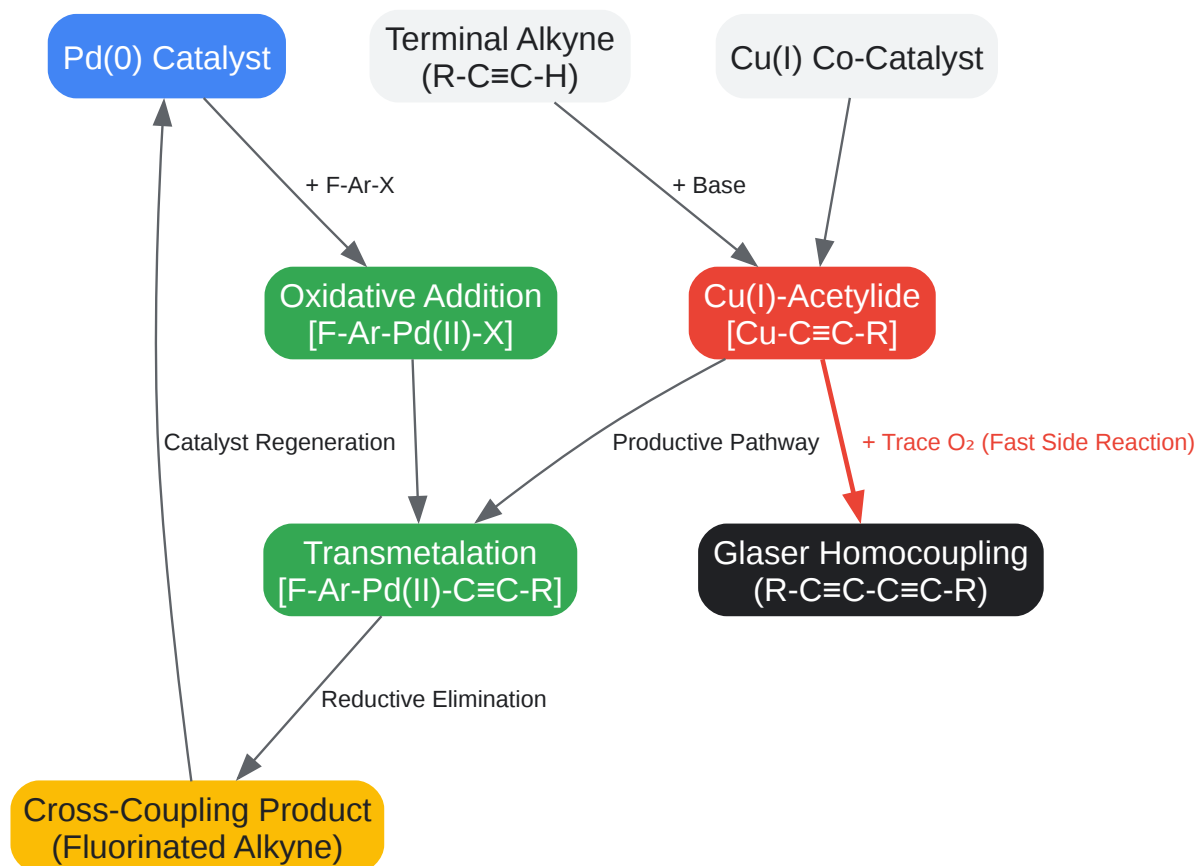 Pd(0) Catalyst
Terminal Alkyne
(R-C≡C-H)
Cu(I) Co-Catalyst
+ F-Ar-X
+ Base
Oxidative Addition
[F-Ar-Pd(II)-X]
Cu(I)-Acetylide
[Cu-C≡C-R]
Catalyst Regeneration
Productive Pathway
+ Trace O₂ (Fast Side Reaction)
Transmetalation
[F-Ar-Pd(II)-C≡C-R]
Glaser Homocoupling
(R-C≡C-C≡C-R)
Reductive Elimination
Cross-Coupling Product
(Fluorinated Alkyne)